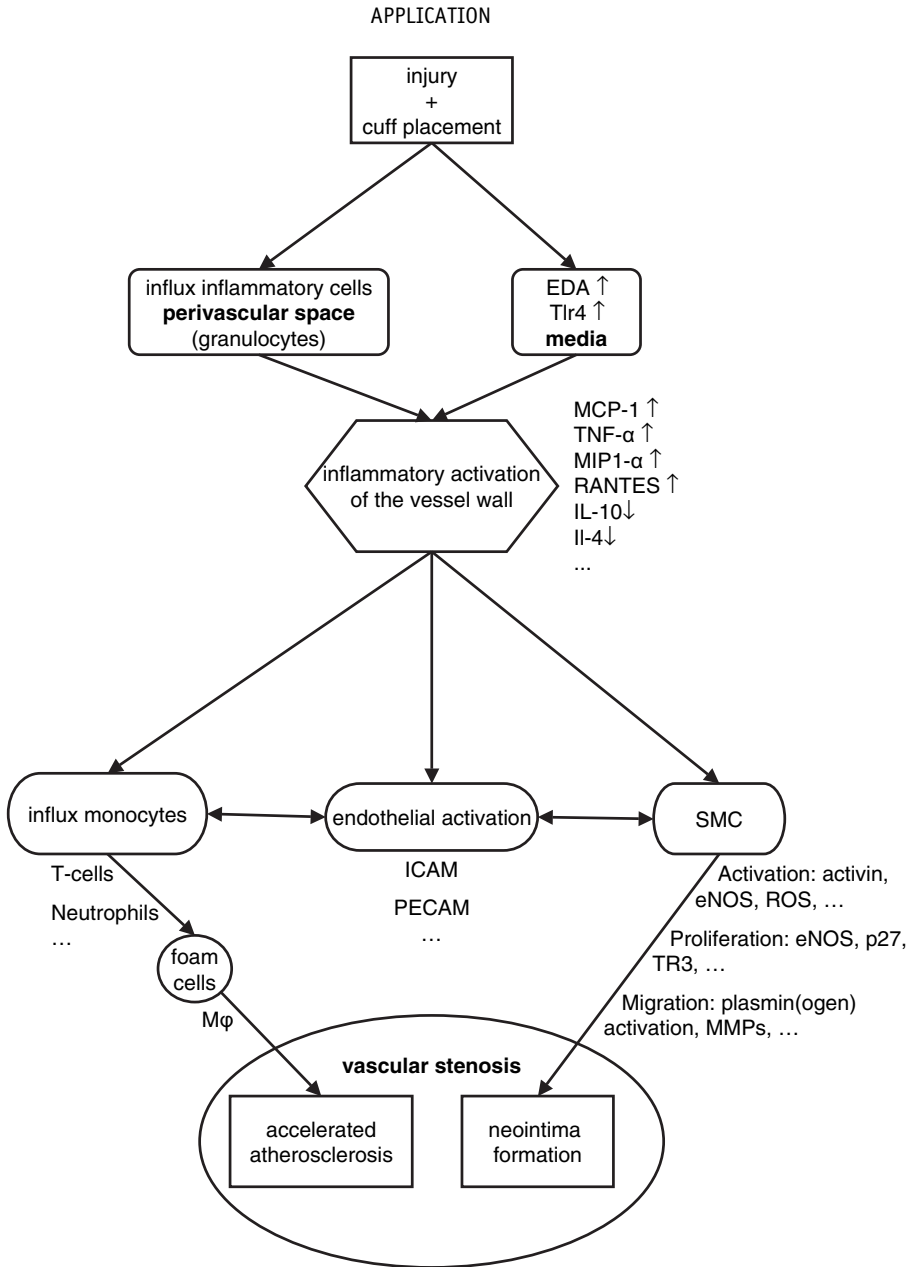 APPLICATION
injury
+
cuff placement
influx inflammatory cells
perivascular space
(granulocytes)
EDA ↑
Tlr4 ↑
media
MCP-1 ↑
TNF-α ↑
MIP1-α ↑
RANTES ↑
IL-10↓
Il-4↓
...
inflammatory activation
of the vessel wall
influx monocytes
endothelial activation
SMC
T-cells
Neutrophils
…
ICAM
PECAM
…
Activation: activin,
eNOS, ROS, …
Proliferation: eNOS, p27,
TR3, …
Migration: plasmin(ogen)
activation, MMPs, …
foam
cells
Mφ
vascular stenosis
accelerated
atherosclerosis
neointima
formation